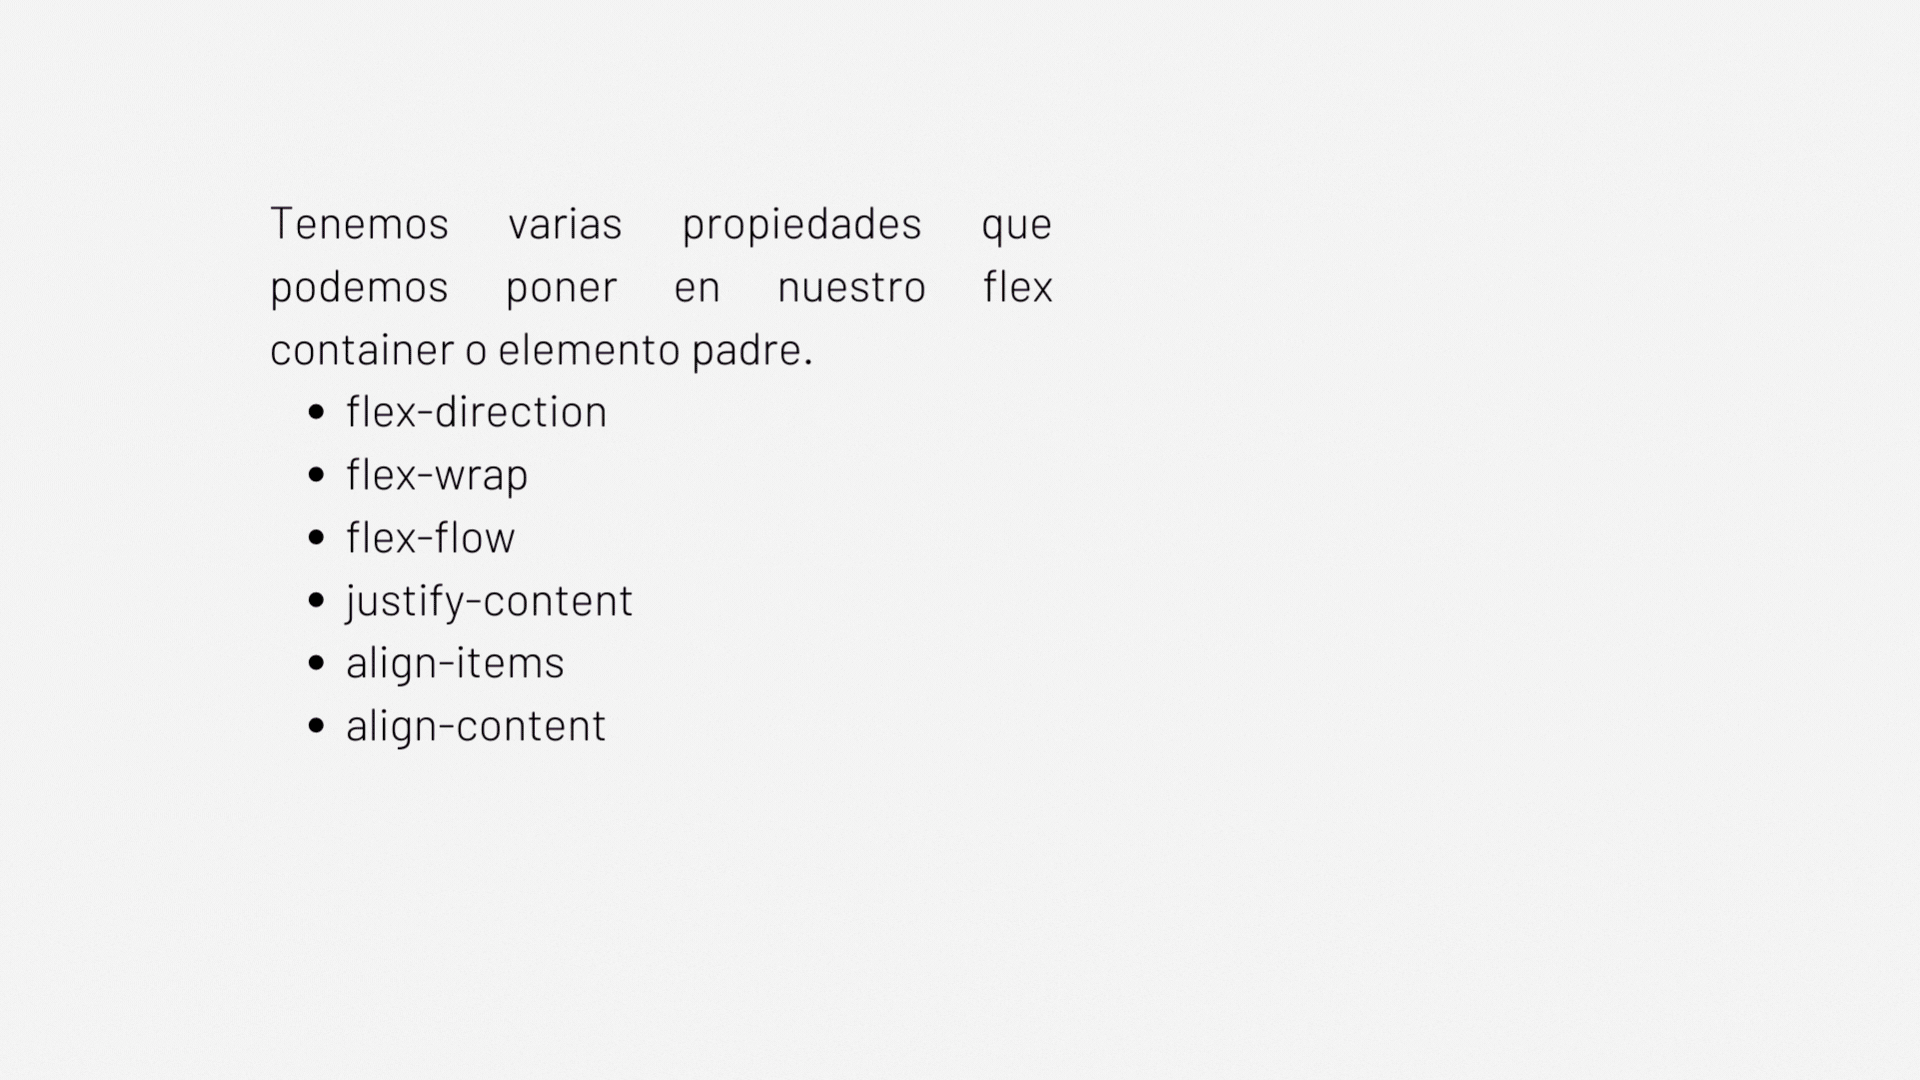 Tenemos varias propiedades que
podemos poner en nuestro flex
container o elemento padre.
• flex-direction
• flex-wrap
• flex-flow
• justify-content
• align-items
• align-content